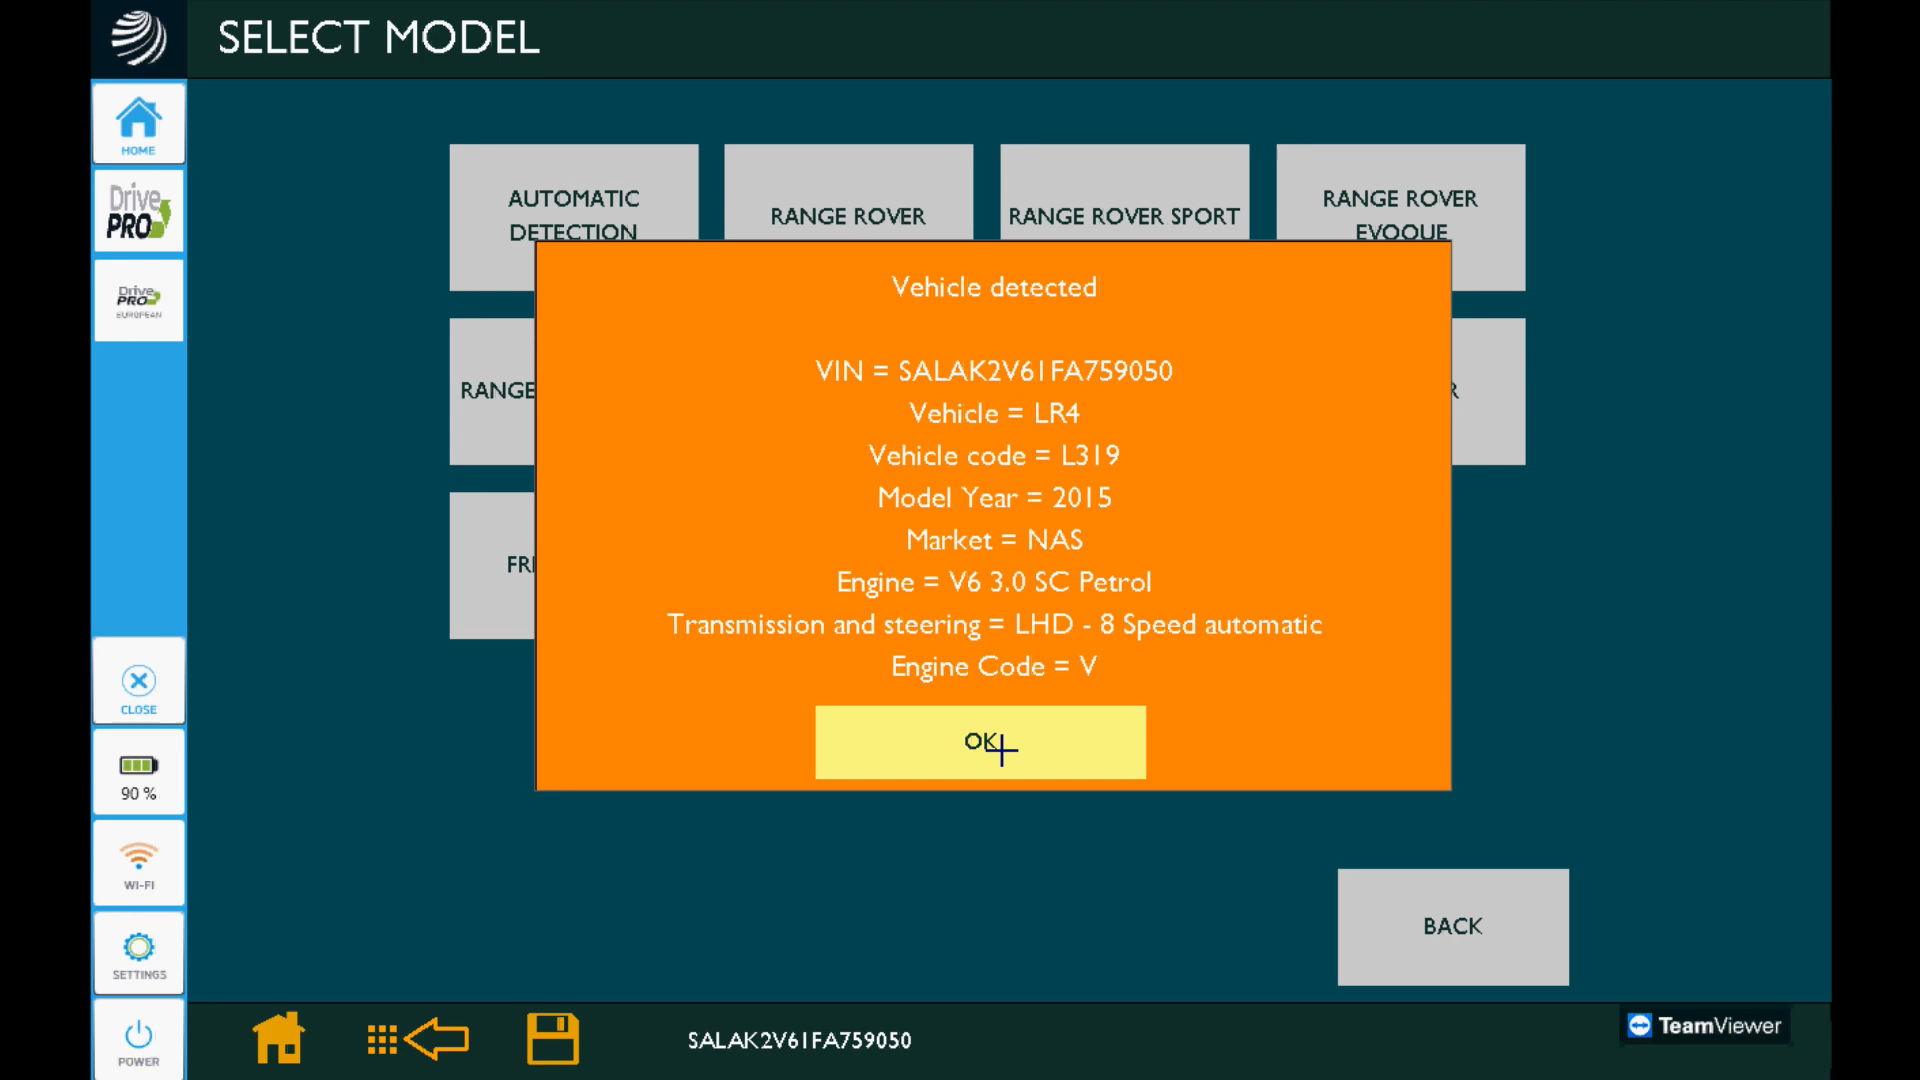 SELECT MODEL
HOME
Drive
PRO
Drive
PRO
EUROPEAN
CLOSE
90 %
WI-FI
SETTINGS
POWER
AUTOMATIC
DETECTION
RANGE ROVER
RANGE ROVER SPORT
RANGE ROVER
EVOQUE
RANGE
Vehicle detected
VIN = SALAK2V61FA759050
Vehicle = LR4
Vehicle code = L319
Model Year = 2015
Market = NAS
Engine = V6 3.0 SC Petrol
Transmission and steering = LHD - 8 Speed automatic
Engine Code = V
OK
BACK
SALAK2V61FA759050
TeamViewer